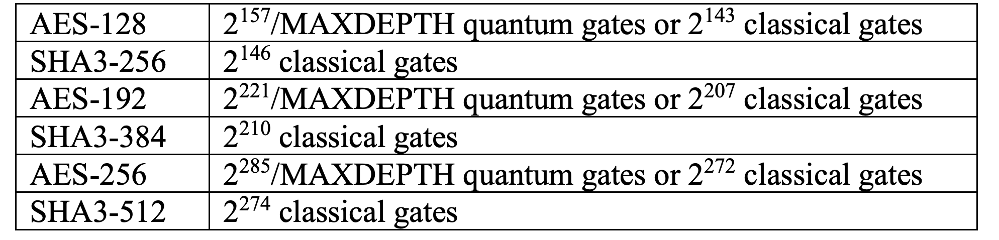 AES-128 2^157/MAXDEPTH quantum gates or 2^143 classical gates
SHA3-256 2^146 classical gates
AES-192 2^221/MAXDEPTH quantum gates or 2^207 classical gates
SHA3-384 2^210 classical gates
AES-256 2^285/MAXDEPTH quantum gates or 2^272 classical gates
SHA3-512 2^274 classical gates